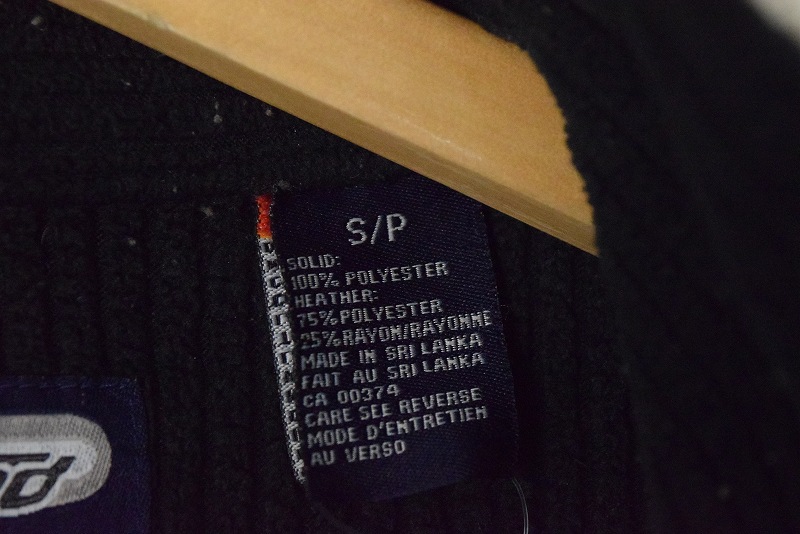 S/P
SOLID:
100% POLYESTER
HEATHER:
75% POLYESTER
25% RAYON/RAYONNE
MADE IN SRI LANKA
FAIT AU SRI LANKA
CA 00374
CARE SEE REVERSE
MODE D'ENTRETIEN
AU VERSO